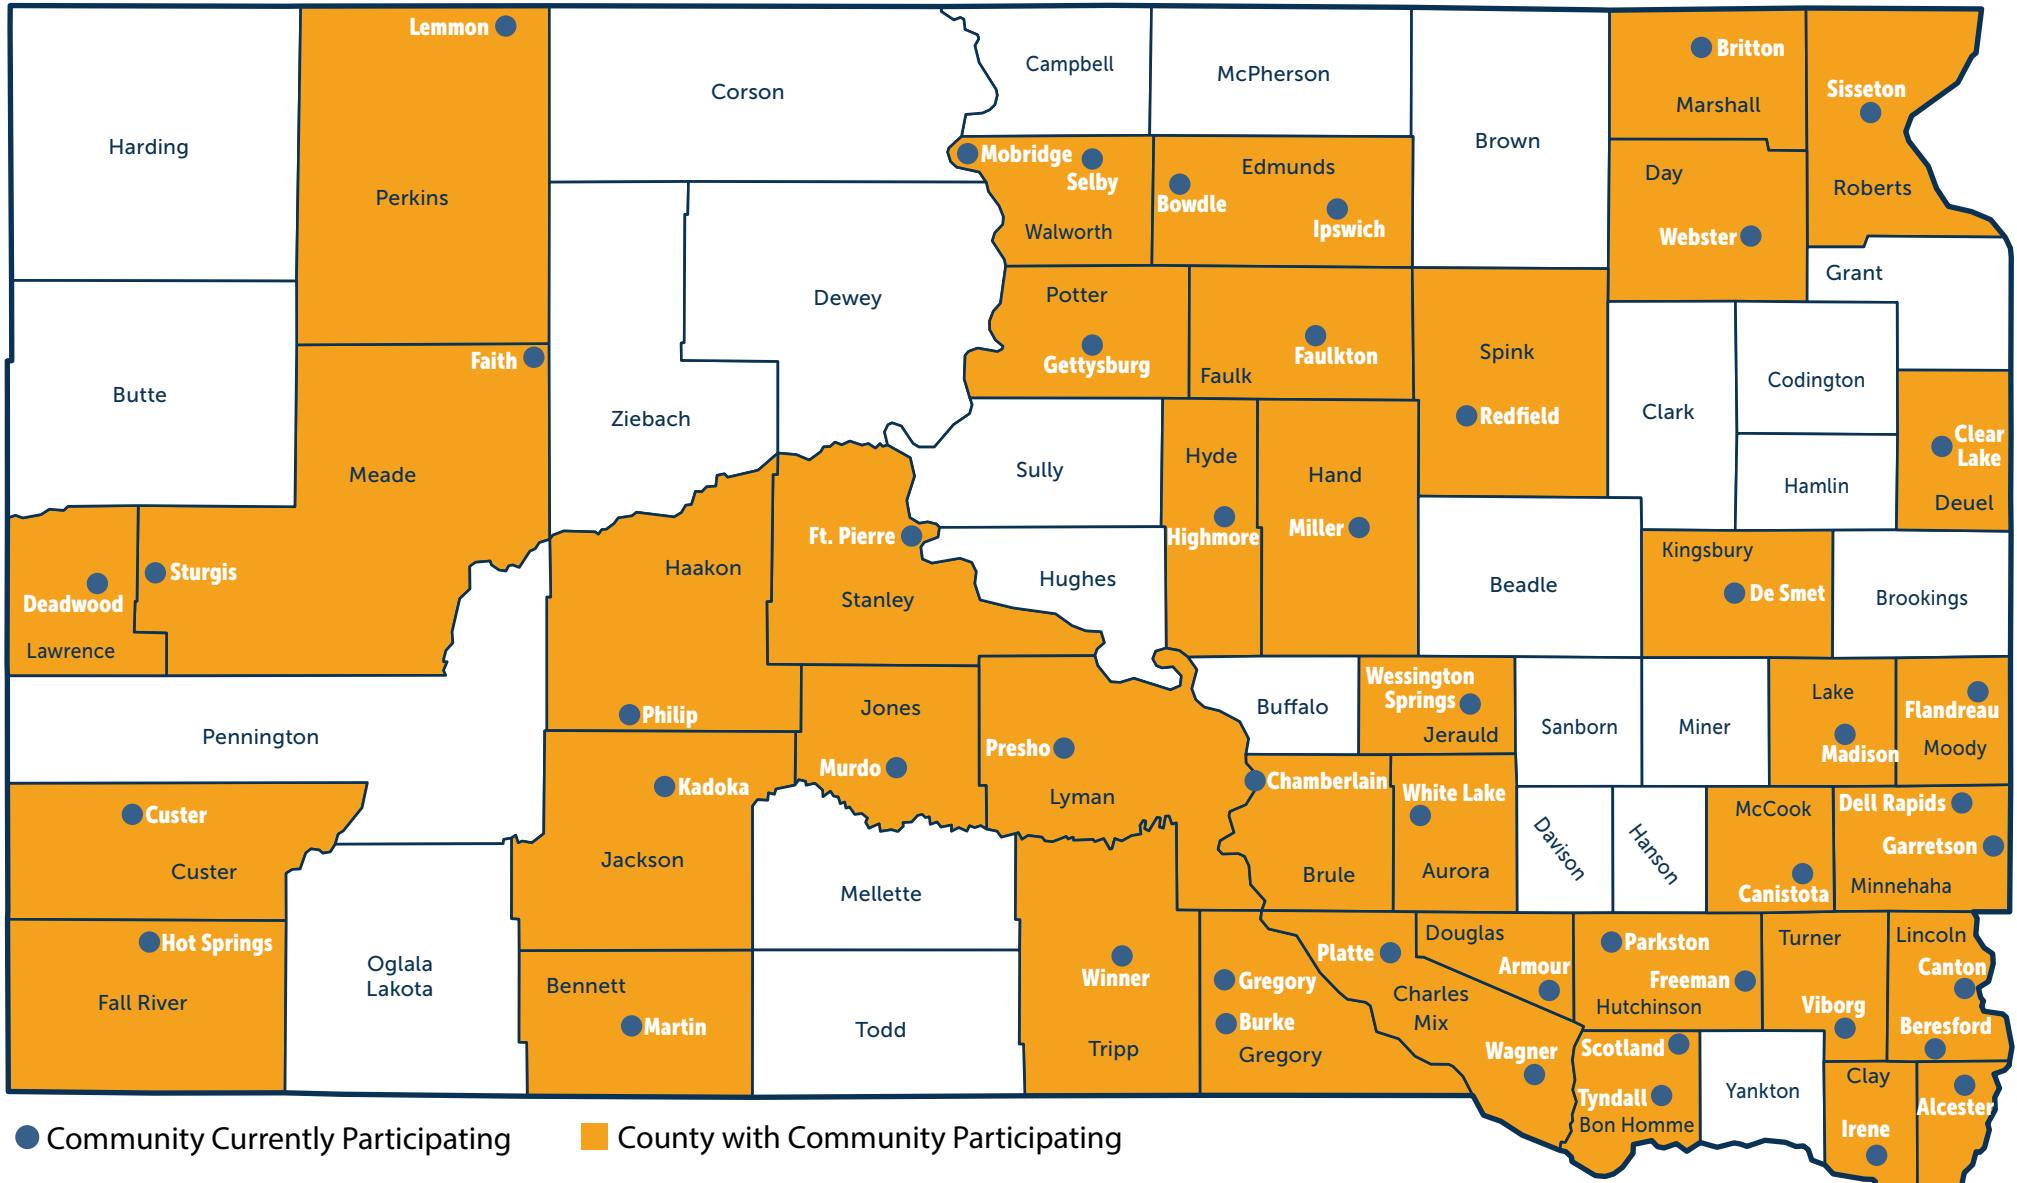 Lemmon
Britton
Campbell
McPherson
Corson
Sisseton
Marshall
Harding
Brown
Mobridge
Selby
Edmunds
Day
Roberts
Perkins
Bowdle
Walworth
Ipswich
Webster
Grant
Dewey
Potter
Gettysburg
Faulkton
Faulk
Spink
Faith
Butte
Codington
Ziebach
Clark
Redfield
Clear
Lake
Meade
Sully
Hyde
Hand
Hamlin
Deuel
Ft. Pierre
Highmore
Miller
Kingsbury
Haakon
Sturgis
Hughes
Beadle
De Smet
Brookings
Deadwood
Stanley
Lawrence
Wessington
Springs
Jerauld
Lake
Flandreau
Philip
Jones
Buffalo
Sanborn
Miner
Pennington
Presho
Madison
Moody
Murdo
Kadoka
Chamberlain
White Lake
Lyman
McCook
Dell Rapids
Custer
Davison
Hanson
Garretson
Custer
Jackson
Mellette
Brule
Aurora
Canistota
Minnehaha
Hot Springs
Douglas
Parkston
Turner
Lincoln
Platte
Armour
Canton
Oglala
Lakota
Winner
Gregory
Freeman
Bennett
Charles
Mix
Hutchinson
Viborg
Fall River
Martin
Todd
Burke
Beresford
Tripp
Gregory
Wagner
Scotland
Clay
Tyndall
Yankton
Alcester
Bon Homme
Irene
Community Currently Participating
County with Community Participating